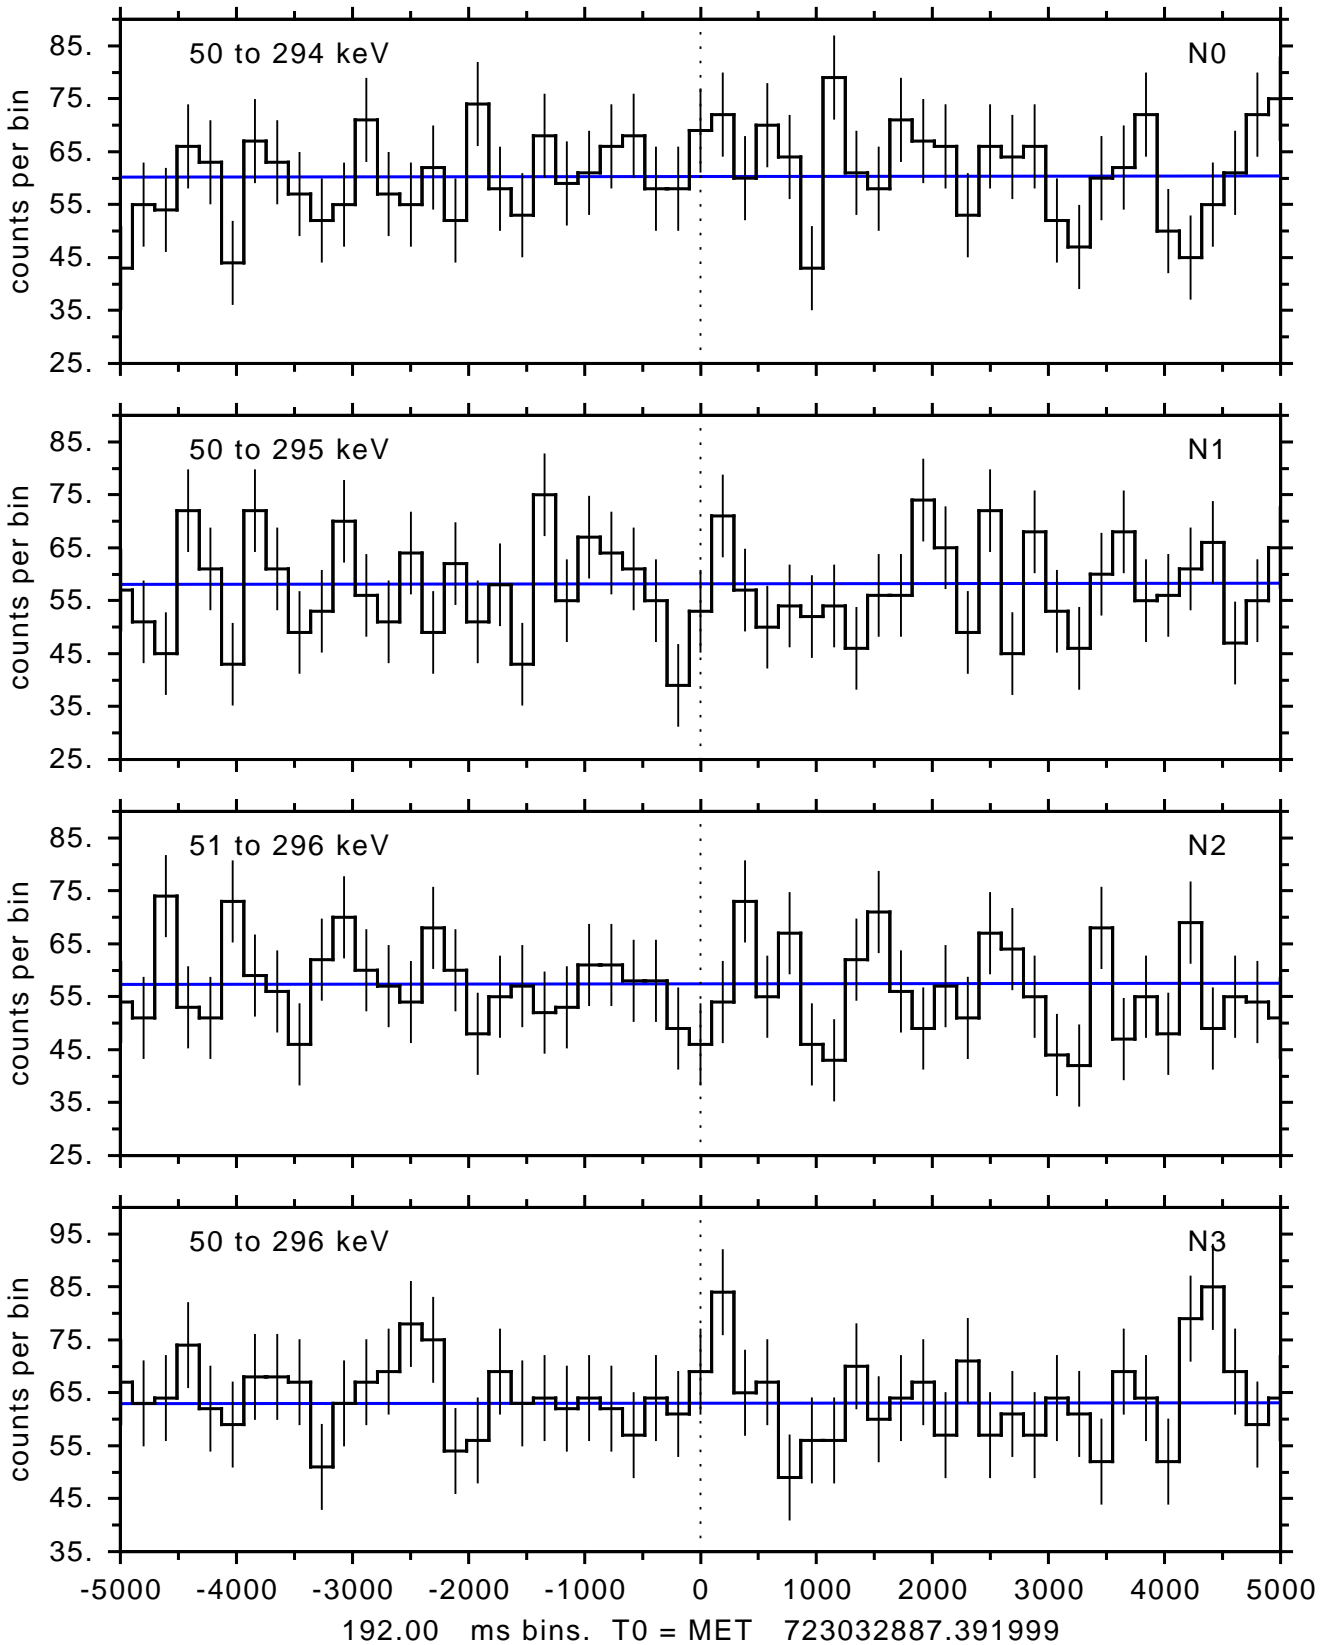 50 to 294 keV N0
85.
75.
65.
55.
45.
35.
25.
counts per bin
50 to 295 keV N1
85.
75.
65.
55.
45.
35.
25.
counts per bin
51 to 296 keV N2
85.
75.
65.
55.
45.
35.
25.
counts per bin
50 to 296 keV N3
95.
85.
75.
65.
55.
45.
35.
counts per bin
-5000 -4000 -3000 -2000 -1000 0 1000 2000 3000 4000 5000
192.00 ms bins. T0 = MET 723032887.391999